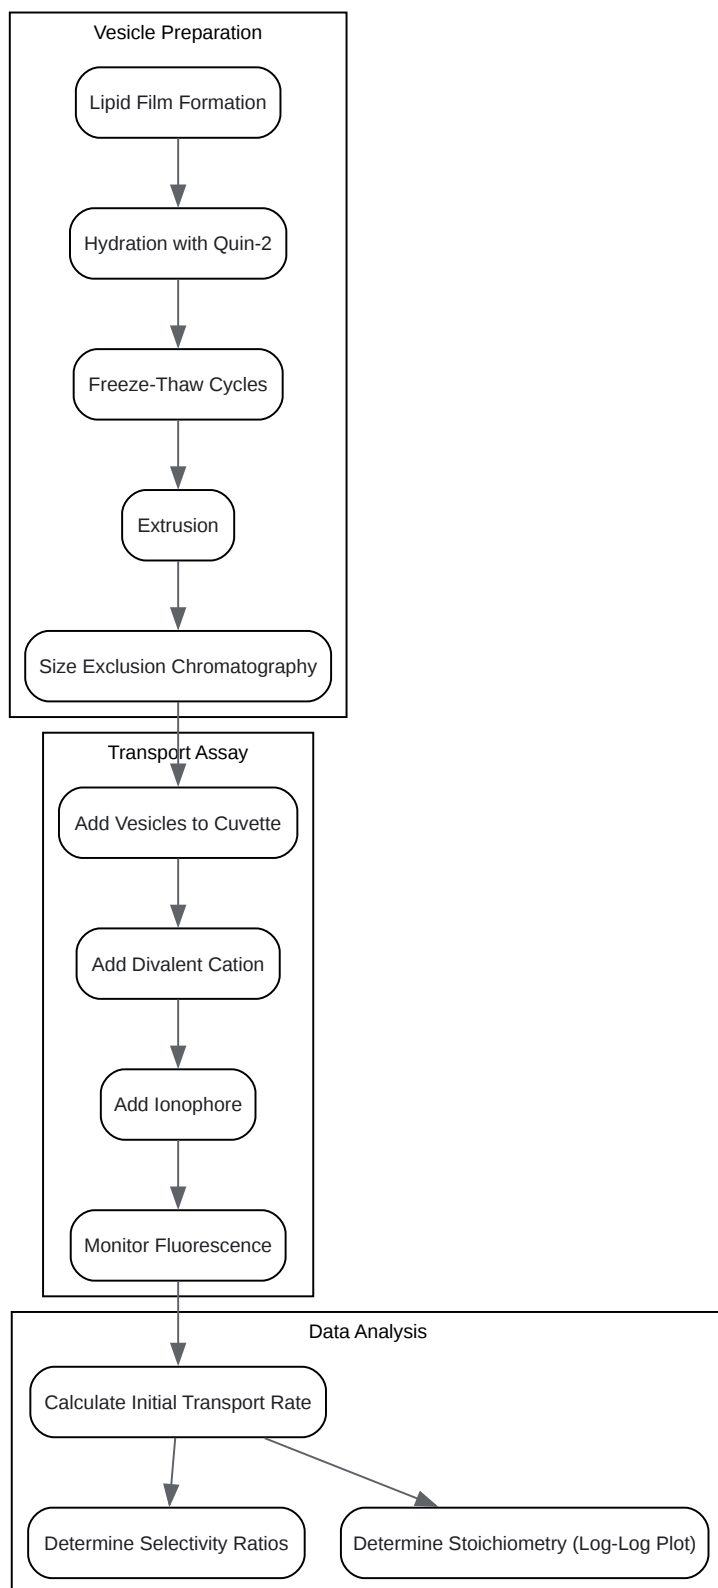 Vesicle Preparation
Lipid Film Formation
Hydration with Quin-2
Freeze-Thaw Cycles
Extrusion
Size Exclusion Chromatography
Transport Assay
Add Vesicles to Cuvette
Add Divalent Cation
Add Ionophore
Monitor Fluorescence
Data Analysis
Calculate Initial Transport Rate
Determine Selectivity Ratios
Determine Stoichiometry (Log-Log Plot)